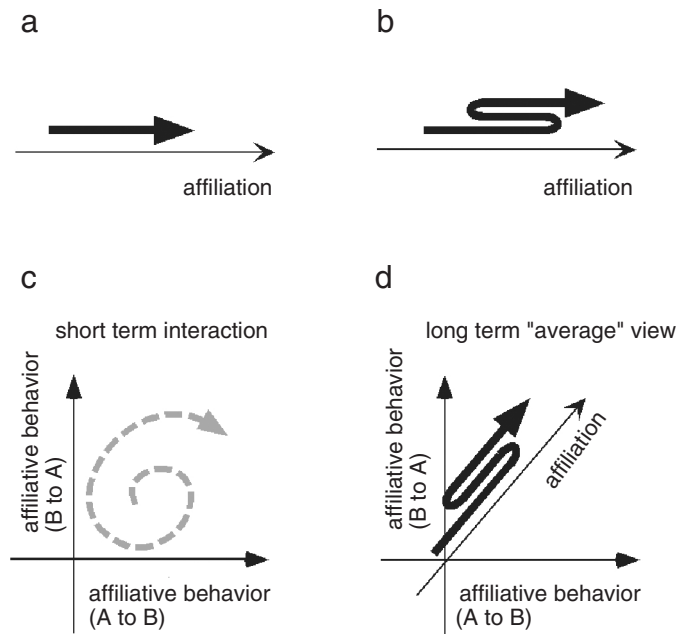 a
b
affiliation
affiliation
c
d
short term interaction
long term "average" view
affiliative behavior
(B to A)
affiliative behavior
(A to B)
affiliative behavior
(B to A)
affiliation
affiliative behavior
(A to B)